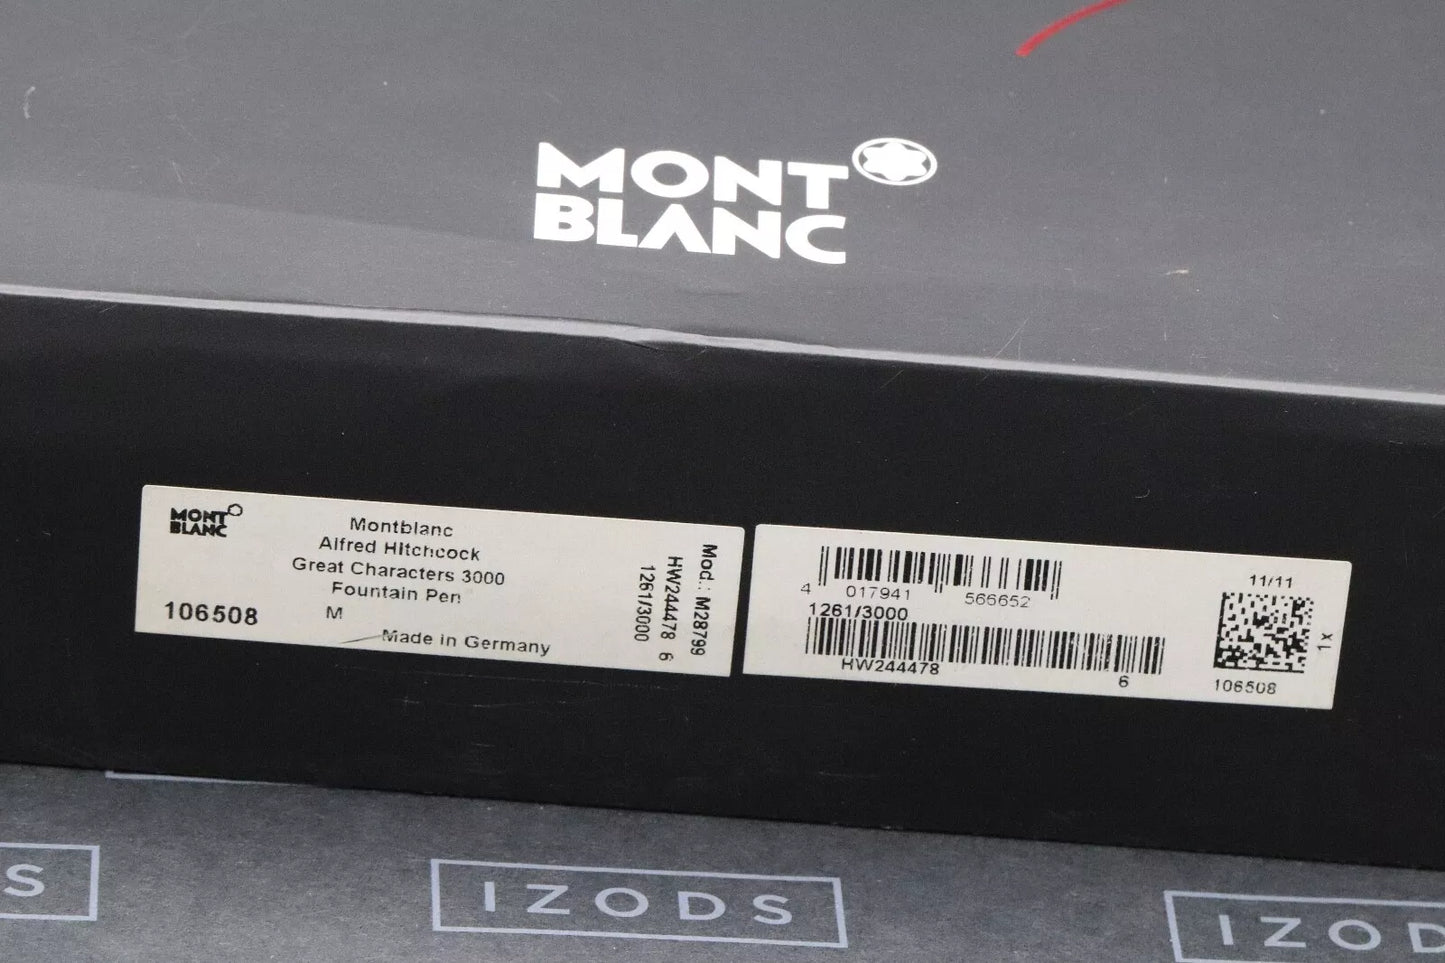 MONT
BLANC
MONT
BLANC
Montblanc
Alfred Hitchcock
Great Characters 3000
Fountain Pen
106508
M
Made in Germany
Mod.: M28799
HW244478 6
1261/3000
4 017941 566652
1261/3000
HW244478
6
11/11
x 1
106508
S
IZODS
IZOD